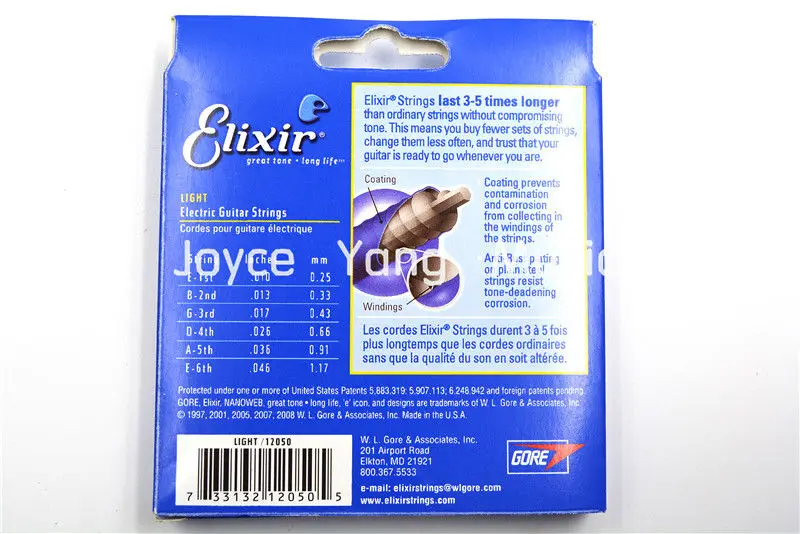 Elixir®
great tone • long life™
LIGHT
Electric Guitar Strings
Cordes pour guitare électrique
String Inches mm
E-1st .010 0.25
B-2nd .013 0.33
G-3rd .017 0.43
D-4th .026 0.66
A-5th .036 0.91
E-6th .046 1.17
Elixir® Strings last 3-5 times longer
than ordinary strings without compromising
tone. This means you buy fewer sets of strings,
change them less often, and trust that your
guitar is ready to go whenever you are.
Coating
Windings
Coating prevents
contamination
and corrosion
from collecting in
the windings of
the strings.
Anti-Rust plating
on plain steel
strings resist
tone-deadening
corrosion.
Les cordes Elixir® Strings durent 3 à 5 fois
plus longtemps que les cordes ordinaires
sans que la qualité du son en soit altérée.
Joyce Yang
Protected under one or more of United States Patents 5,883,319; 5,907,113; 6,248,942 and foreign patents pending.
GORE, Elixir, NANOWEB, great tone • long life, 'e' icon, and designs are trademarks of W. L. Gore & Associates, Inc.
© 1997, 2001, 2005, 2007, 2008 W. L. Gore & Associates, Inc. Made in the U.S.A.
LIGHT/12050
7 33132 12050 5
W. L. Gore & Associates, Inc.
201 Airport Road
Elkton, MD 21921
800.367.5533
e-mail: elixirstrings@wlgore.com
www.elixirstrings.com
GORE